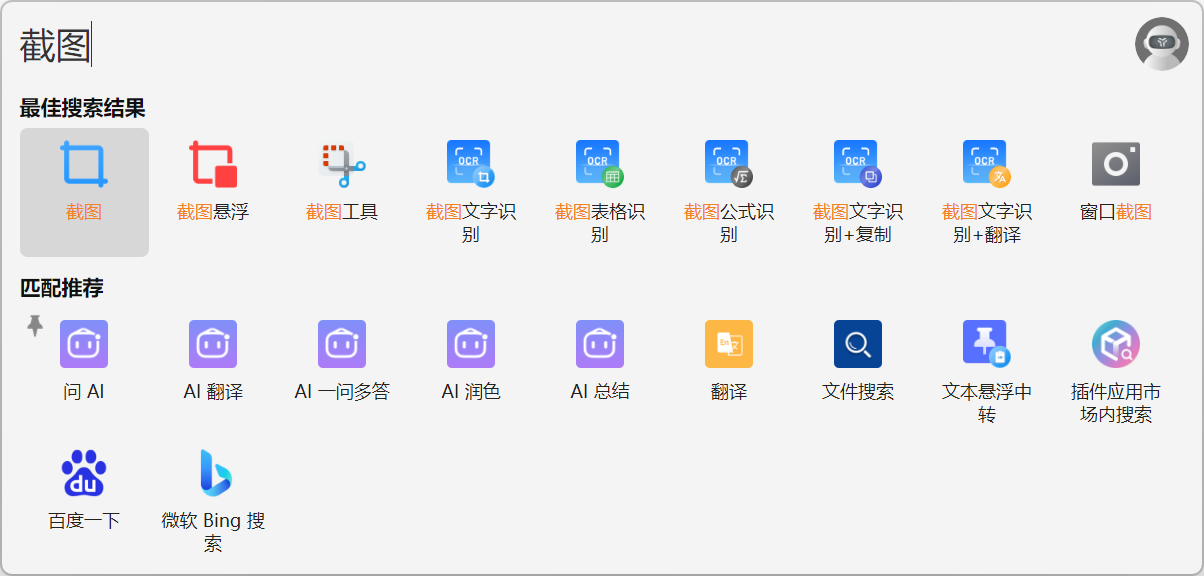 截图
最佳搜索结果
截图
截图悬浮
截图工具
截图文字识
别
截图表格识
别
截图公式识
别
截图文字识
别+复制
截图文字识
别+翻译
窗口截图
OCR
OCR
OCR
OCR
OCR
匹配推荐
问 AI
AI 翻译
AI 一问多答
AI 润色
AI 总结
翻译
文件搜索
文本悬浮中
转
插件应用市
场内搜索
En
文
du
百度一下
微软 Bing 搜
索